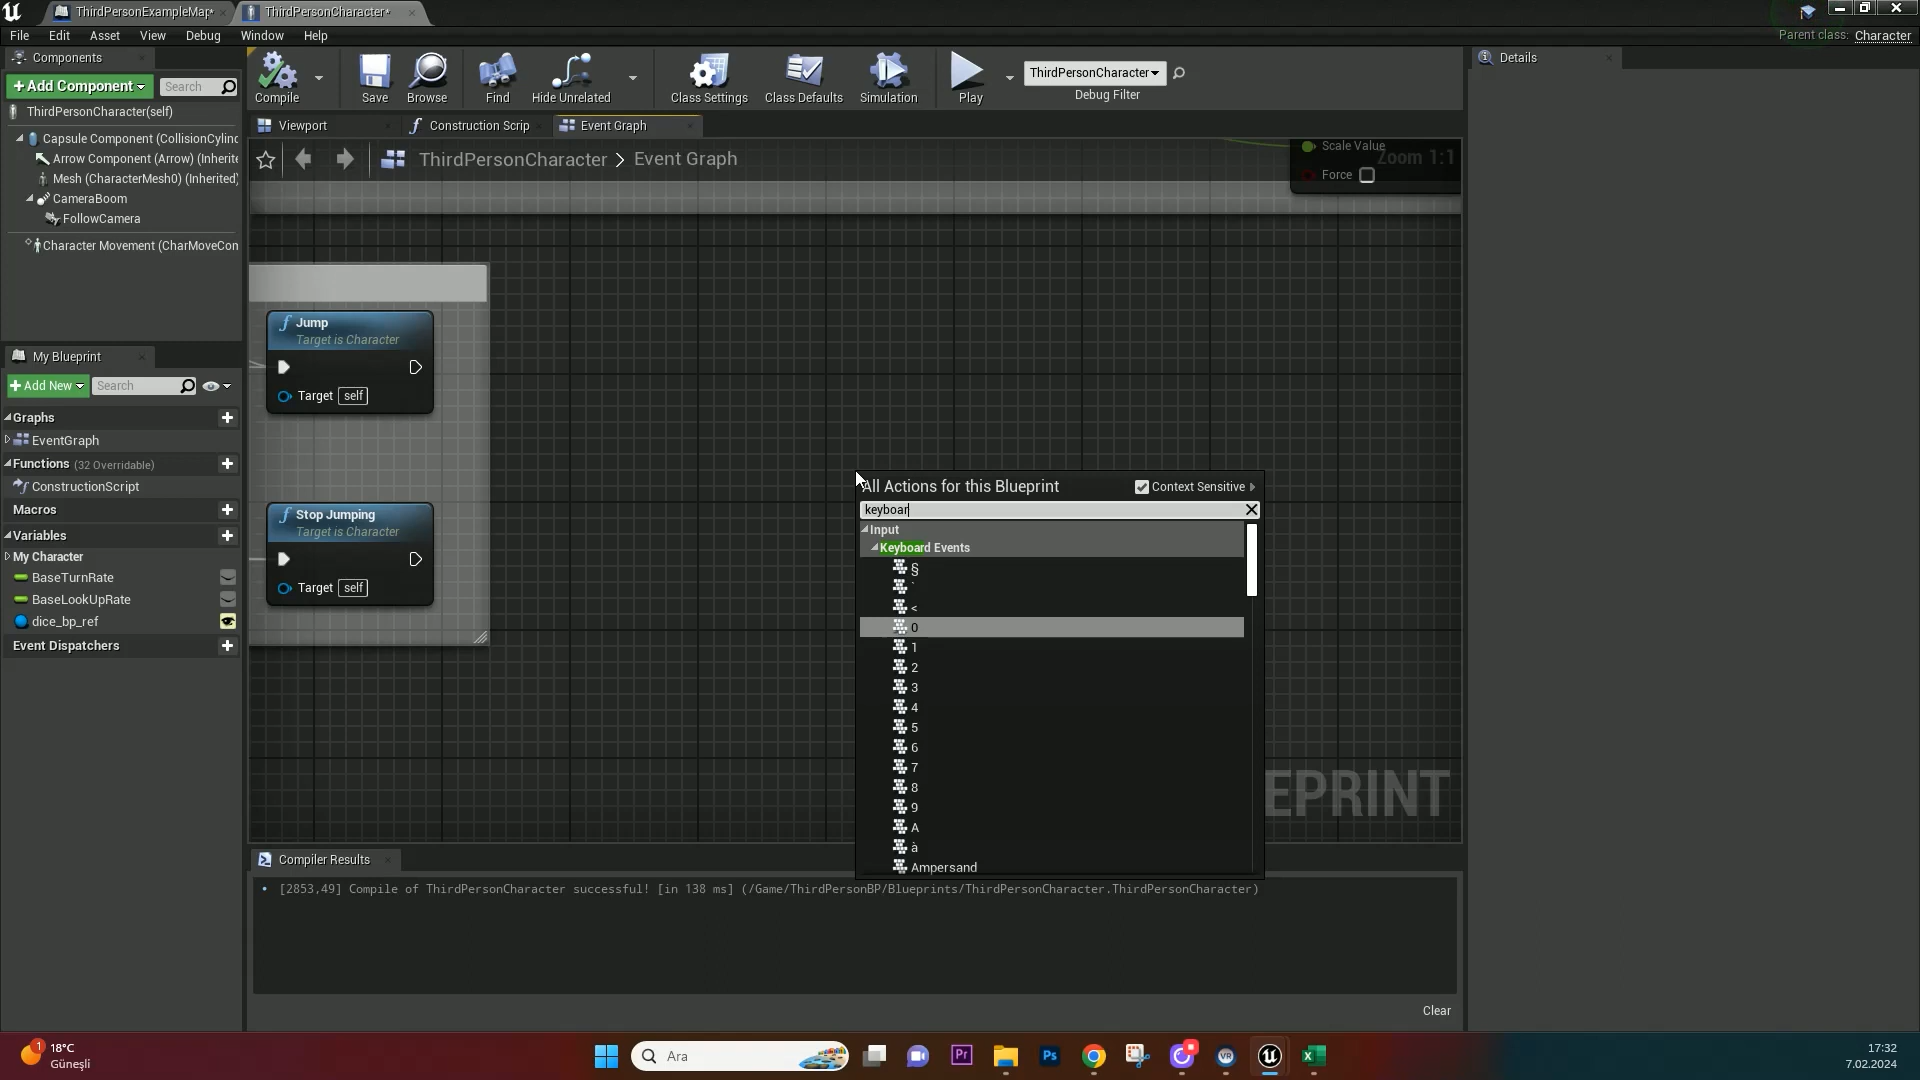 ThirdPersonExampleMap*
ThirdPersonCharacter*
File Edit Asset View Debug Window Help
Parent class: Character
Components
+ Add Component
Search
ThirdPersonCharacter(self)
Capsule Component (CollisionCylind
Arrow Component (Arrow) (Inherite
Mesh (CharacterMesh0) (Inherited)
CameraBoom
FollowCamera
Character Movement (CharMoveCom
Compile
Save
Browse
Find
Hide Unrelated
Class Settings
Class Defaults
Simulation
Play
ThirdPersonCharacter
Debug Filter
Details
Viewport
Construction Scrip
Event Graph
ThirdPersonCharacter > Event Graph
Zoom 1:1
Scale Value
Force
Jump
Target is Character
Target self
Stop Jumping
Target is Character
Target self
My Blueprint
+ Add New
Search
Graphs
EventGraph
Functions (32 Overridable)
ConstructionScript
Macros
Variables
My Character
BaseTurnRate
BaseLookUpRate
dice_bp_ref
Event Dispatchers
All Actions for this Blueprint
Context Sensitive
keyboar
Input
Keyboard Events
§
`
<
0
1
2
3
4
5
6
7
8
9
A
à
Ampersand
EPRINT
Compiler Results
• [2853,49] Compile of ThirdPersonCharacter successful! [in 138 ms] (/Game/ThirdPersonBP/Blueprints/ThirdPersonCharacter.ThirdPersonCharacter)
Clear
1
18°C
Güneşli
Ara
Pr
Ps
VR
17:32
7.02.2024